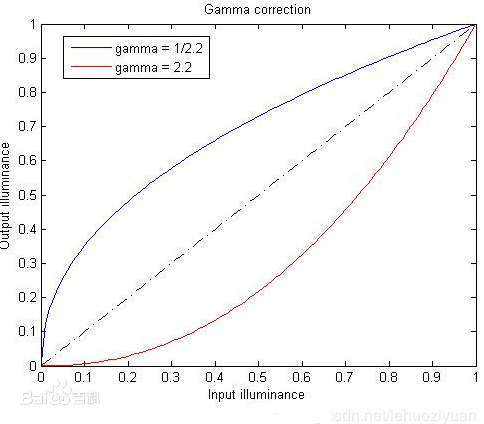 Gamma correction
gamma = 1/2.2
gamma = 2.2
Output illuminance
1
0.9
0.8
0.7
0.6
0.5
0.4
0.3
0.2
0.1
0
0 0.1 0.2 0.3 0.4 0.5 0.6 0.7 0.8 0.9 1
Input illuminance
Bai百科
sdn.net/lehuoziyuan